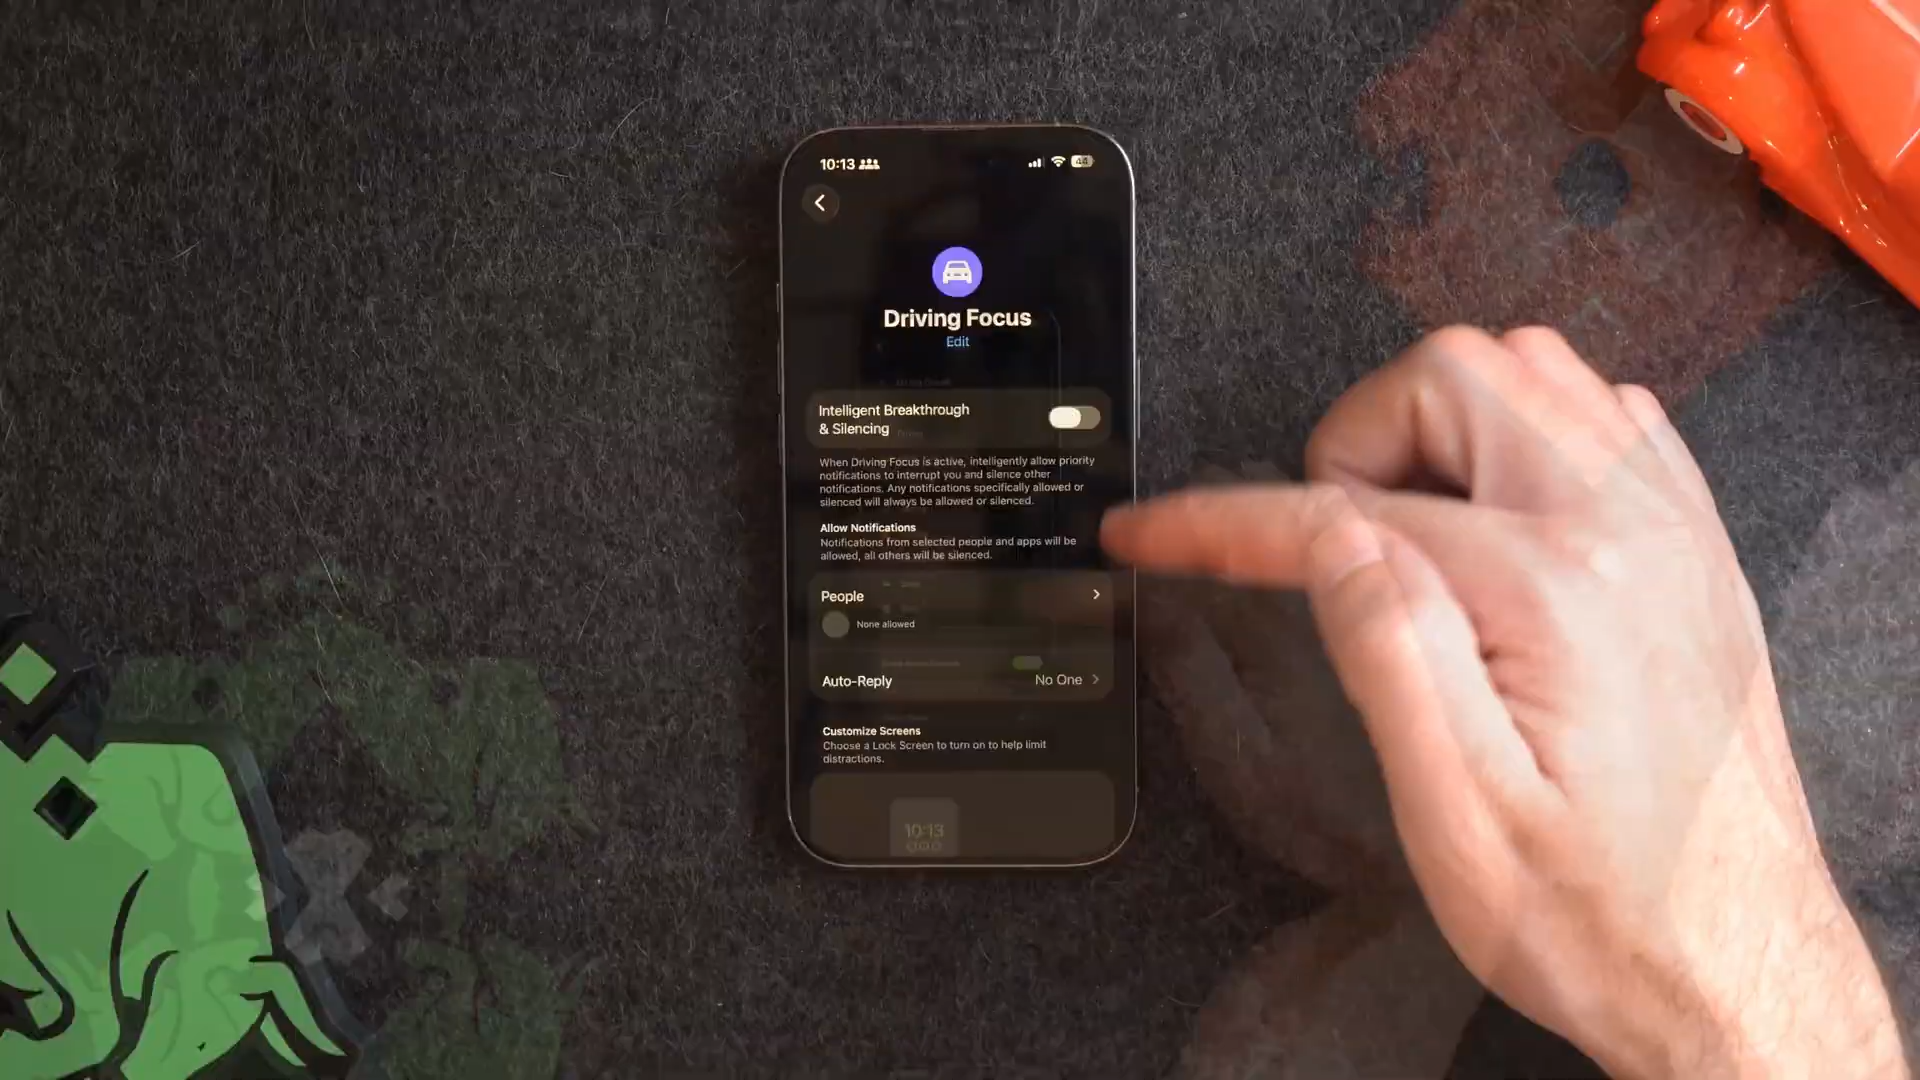 10:13
44
Driving Focus
Edit
Intelligent Breakthrough
& Silencing
When Driving Focus is active, intelligently allow priority
notifications to interrupt you and silence other
notifications. Any notifications specifically allowed or
silenced will always be allowed or silenced.
Allow Notifications
Notifications from selected people and apps will be
allowed, all others will be silenced.
People
None allowed
Auto-Reply
No One
Customize Screens
Choose a Lock Screen to turn on to help limit
distractions.
10:13